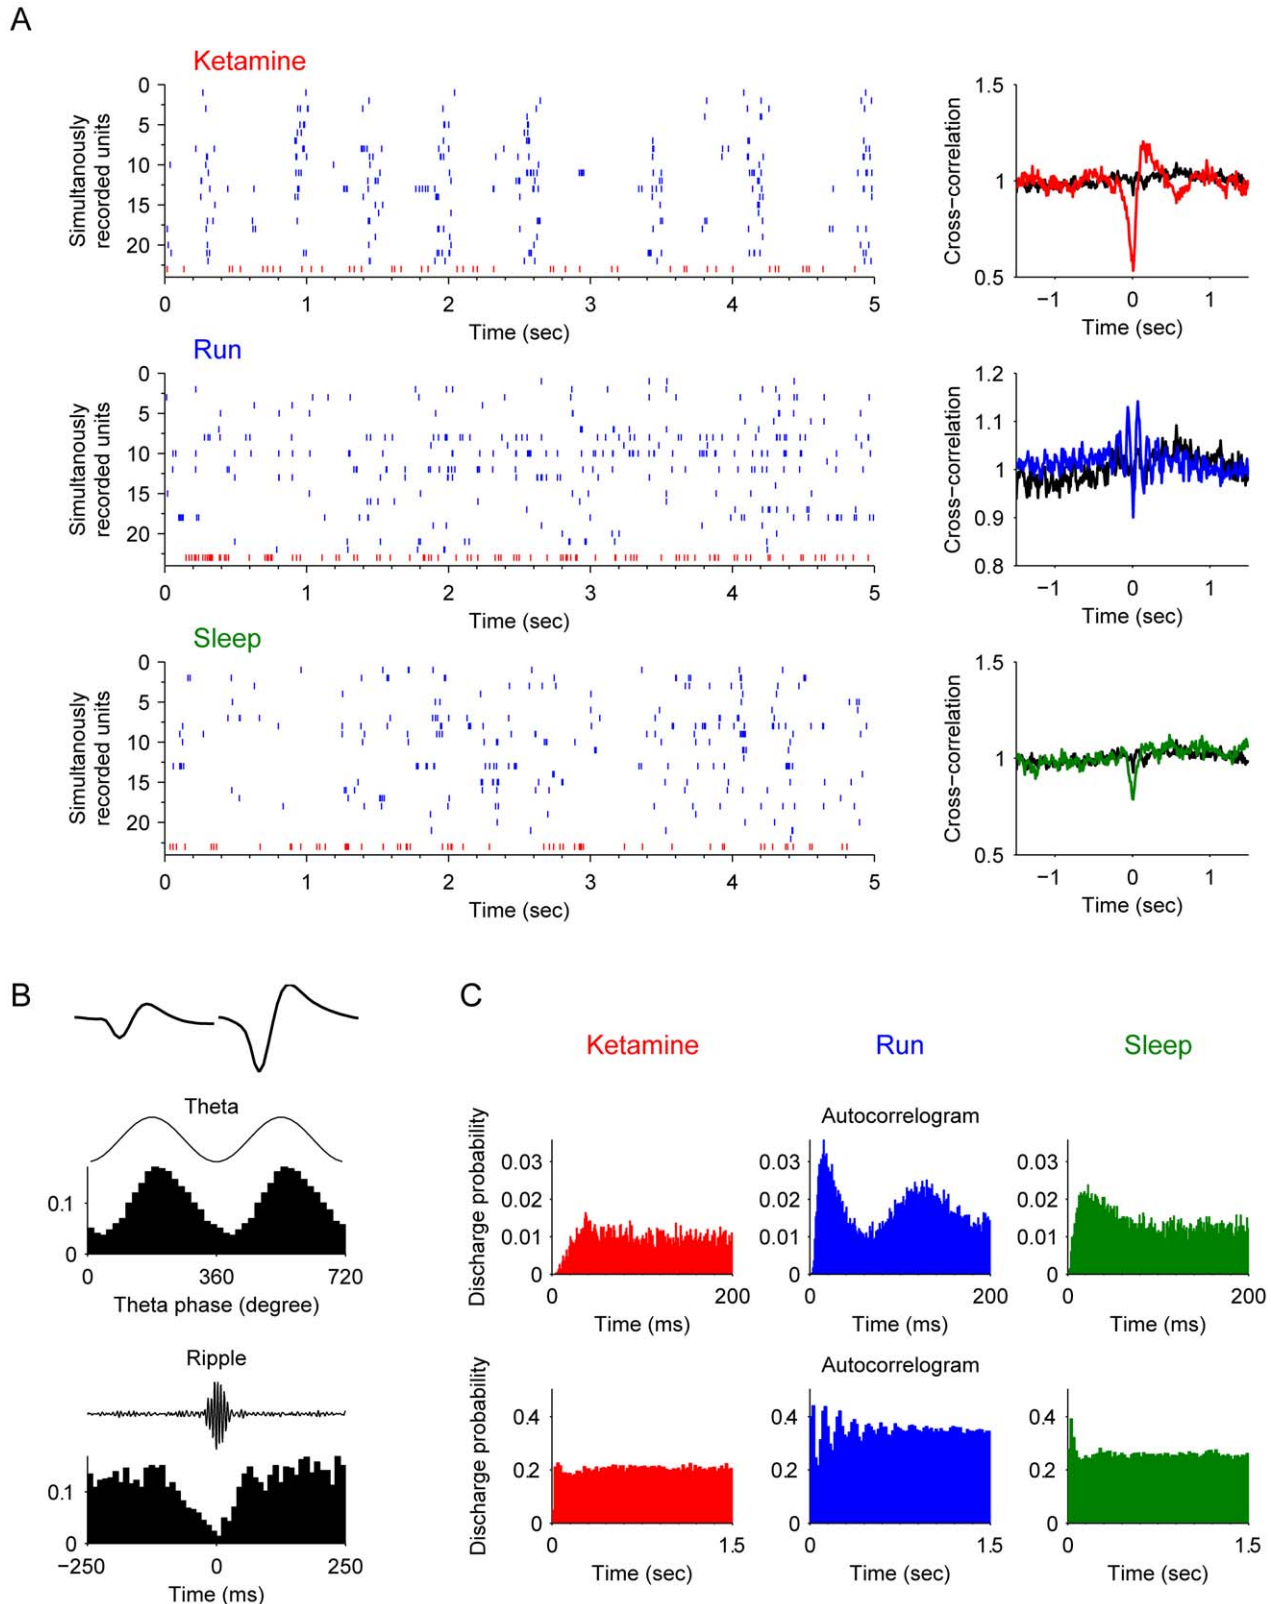 A
Ketamine
0
5
10
15
20
Simultanously
recorded units
0 1 2 3 4 5
Time (sec)
1.5
1
0.5
Cross−correlation
−1 0 1
Time (sec)
Run
0
5
10
15
20
Simultanously
recorded units
0 1 2 3 4 5
Time (sec)
1.2
1.1
1
0.9
0.8
Cross−correlation
−1 0 1
Time (sec)
Sleep
0
5
10
15
20
Simultanously
recorded units
0 1 2 3 4 5
Time (sec)
1.5
1
0.5
Cross−correlation
−1 0 1
Time (sec)
B
Theta
0.1
0
0 360 720
Theta phase (degree)
Ripple
0.1
0
−250 0 250
Time (ms)
C
Ketamine Run Sleep
Autocorrelogram
Discharge probability
0.03 0.03 0.03
0.02 0.02 0.02
0.01 0.01 0.01
0 0 0
0 200 0 200 0 200
Time (ms) Time (ms) Time (ms)
Autocorrelogram
Discharge probability
0.4 0.4 0.4
0.2 0.2 0.2
0 0 0
0 1.5 0 1.5 0 1.5
Time (sec) Time (sec) Time (sec)